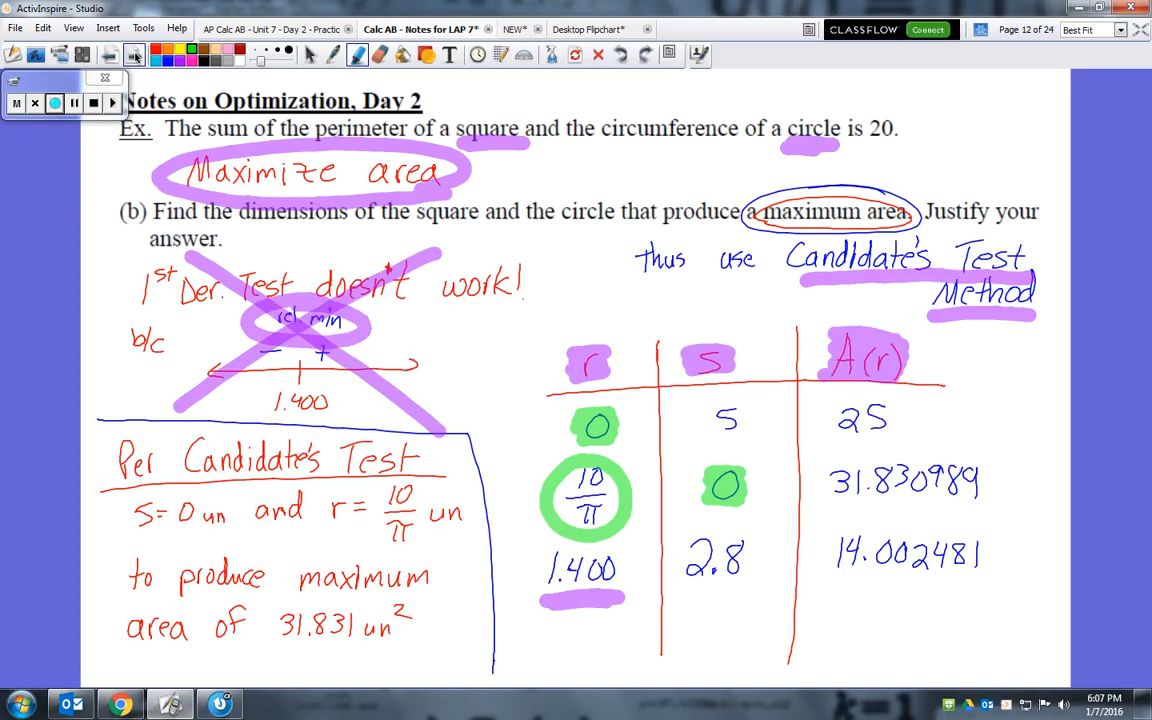 ActivInspire - Studio
File Edit View Insert Tools Help
CLASSFLOW Connect
Page 12 of 24
Best Fit
AP Calc AB - Unit 7 - Day 2 - Practic
Calc AB - Notes for LAP 7*
NEW*
Desktop Flipchart*
Notes on Optimization, Day 2
Ex. The sum of the perimeter of a square and the circumference of a circle is 20.
Maximize area
(b) Find the dimensions of the square and the circle that produce a maximum area. Justify your
answer.
thus use Candidate's Test
Method
1st Der. Test doesn't work!
b/c
rel. min
− +
1.400
r s A(r)
0 5 25
10/π 0 31.830989
1.400 2.8 14.002481
Per Candidate's Test
s=0 un and r= 10/π un
to produce maximum
area of 31.831 un²
6:07 PM
1/7/2016